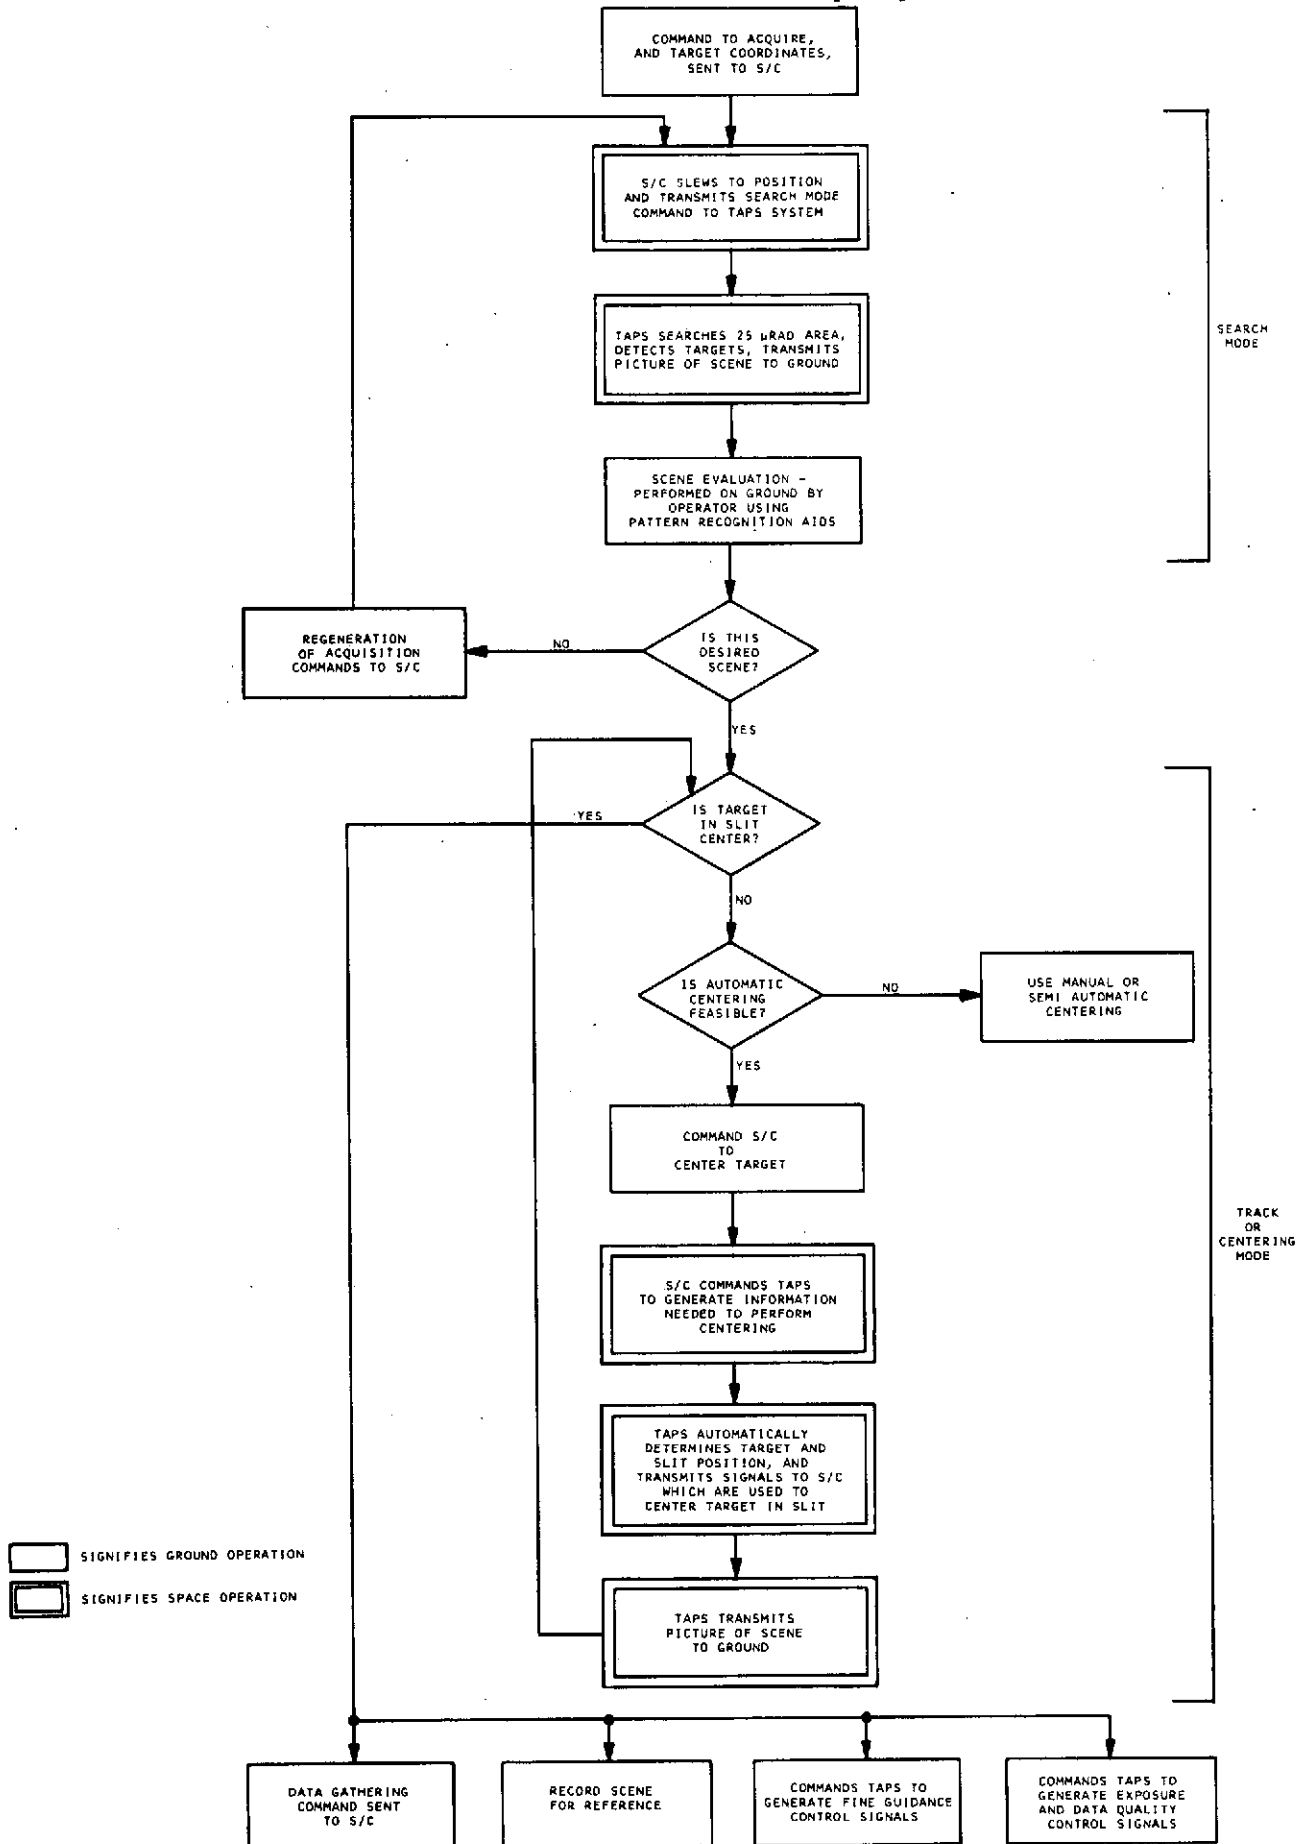 COMMAND TO ACQUIRE,
AND TARGET COORDINATES,
SENT TO S/C
S/C SLEWS TO POSITION
AND TRANSMITS SEARCH MODE
COMMAND TO TAPS SYSTEM
TAPS SEARCHES 25 μRAD AREA,
DETECTS TARGETS, TRANSMITS
PICTURE OF SCENE TO GROUND
SEARCH
MODE
SCENE EVALUATION -
PERFORMED ON GROUND BY
OPERATOR USING
PATTERN RECOGNITION AIDS
IS THIS
DESIRED
SCENE?
NO
REGENERATION
OF ACQUISITION
COMMANDS TO S/C
YES
IS TARGET
IN SLIT
CENTER?
YES
NO
IS AUTOMATIC
CENTERING
FEASIBLE?
NO
USE MANUAL OR
SEMI AUTOMATIC
CENTERING
YES
COMMAND S/C
TO
CENTER TARGET
TRACK
OR
CENTERING
MODE
S/C COMMANDS TAPS
TO GENERATE INFORMATION
NEEDED TO PERFORM
CENTERING
TAPS AUTOMATICALLY
DETERMINES TARGET AND
SLIT POSITION, AND
TRANSMITS SIGNALS TO S/C
WHICH ARE USED TO
CENTER TARGET IN SLIT
SIGNIFIES GROUND OPERATION
SIGNIFIES SPACE OPERATION
TAPS TRANSMITS
PICTURE OF SCENE
TO GROUND
DATA GATHERING
COMMAND SENT
TO S/C
RECORD SCENE
FOR REFERENCE
COMMANDS TAPS TO
GENERATE FINE GUIDANCE
CONTROL SIGNALS
COMMANDS TAPS TO
GENERATE EXPOSURE
AND DATA QUALITY
CONTROL SIGNALS